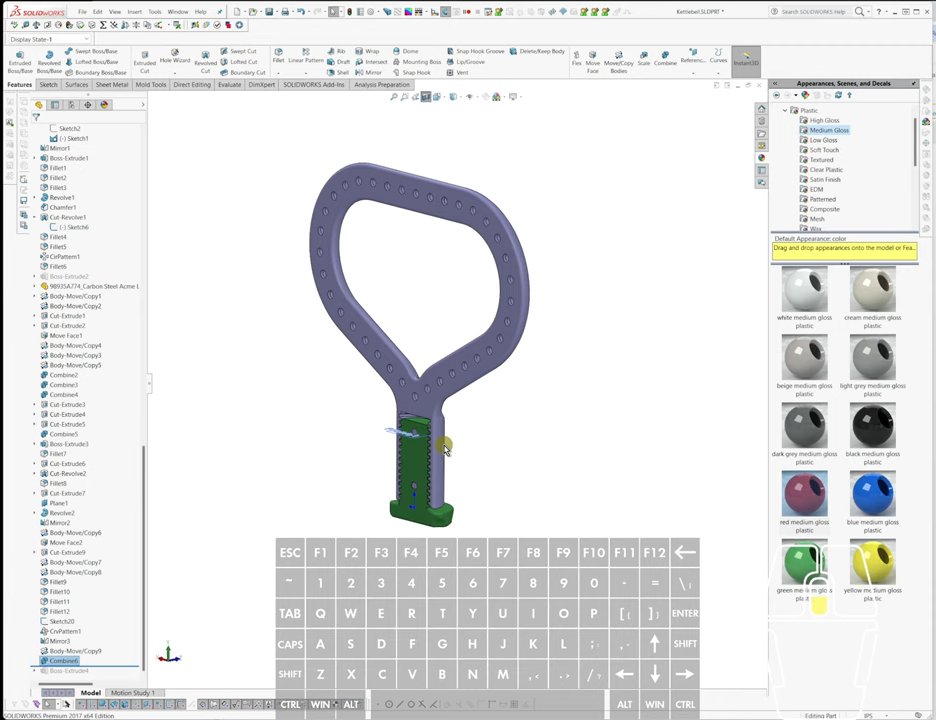 SOLIDWORKS
File Edit View Insert Tools Window Help
Kettlebell.SLDPRT *
Search SOLIDWORKS Help
Display State-1
Extruded Boss/Base
Revolved Boss/Base
Swept Boss/Base
Lofted Boss/Base
Boundary Boss/Base
Extruded Cut
Hole Wizard
Revolved Cut
Swept Cut
Lofted Cut
Boundary Cut
Fillet
Linear Pattern
Rib
Draft
Shell
Wrap
Intersect
Mirror
Dome
Mounting Boss
Snap Hook
Snap Hook Groove
Lip/Groove
Vent
Delete/Keep Body
Flex
Move Face
Move/Copy Bodies
Scale
Combine
Referenc...
Curves
Instant3D
Features Sketch Surfaces Sheet Metal Mold Tools Direct Editing Evaluate DimXpert SOLIDWORKS Add-Ins Analysis Preparation
Sketch2
(-) Sketch1
Mirror1
Boss-Extrude1
Fillet1
Fillet2
Fillet3
Revolve1
Chamfer1
Cut-Revolve1
(-) Sketch6
Fillet4
Fillet5
CirPattern1
Fillet6
Boss-Extrude2
98935A774_Carbon Steel Acme L
Body-Move/Copy1
Body-Move/Copy2
Cut-Extrude1
Cut-Extrude2
Move Face1
Body-Move/Copy4
Body-Move/Copy3
Body-Move/Copy5
Combine2
Combine3
Combine4
Cut-Extrude3
Cut-Extrude4
Cut-Extrude5
Combine5
Boss-Extrude3
Fillet7
Cut-Extrude6
Cut-Revolve2
Fillet8
Cut-Extrude7
Plane1
Revolve2
Mirror2
Body-Move/Copy6
Move Face2
Cut-Extrude9
Body-Move/Copy7
Body-Move/Copy8
Fillet9
Fillet10
Fillet11
Fillet12
Sketch20
CrvPattern1
Mirror3
Body-Move/Copy9
Combine6
Boss-Extrude4
Appearances, Scenes, and Decals
Plastic
High Gloss
Medium Gloss
Low Gloss
Soft Touch
Textured
Clear Plastic
Satin Finish
EDM
Patterned
Composite
Mesh
Wax
Default Appearance: color
Drag and drop appearances onto the model or Fea...
white medium gloss plastic
cream medium gloss plastic
beige medium gloss plastic
light grey medium gloss plastic
dark grey medium gloss plastic
black medium gloss plastic
red medium gloss plastic
blue medium gloss plastic
green medium gloss plastic
yellow medium gloss plastic
ESC F1 F2 F3 F4 F5 F6 F7 F8 F9 F10 F11 F12 ←
~ 1 2 3 4 5 6 7 8 9 0 - = \|
TAB Q W E R T Y U I O P [{ ]} ENTER
CAPS A S D F G H J K L ;: ,. ↑ SHIFT
SHIFT Z X C V B N M ,< .> /? ← ↓ →
CTRL WIN ALT ALT WIN CTRL
Model Motion Study 1
SOLIDWORKS Premium 2017 x64 Edition
Editing Part
IPS